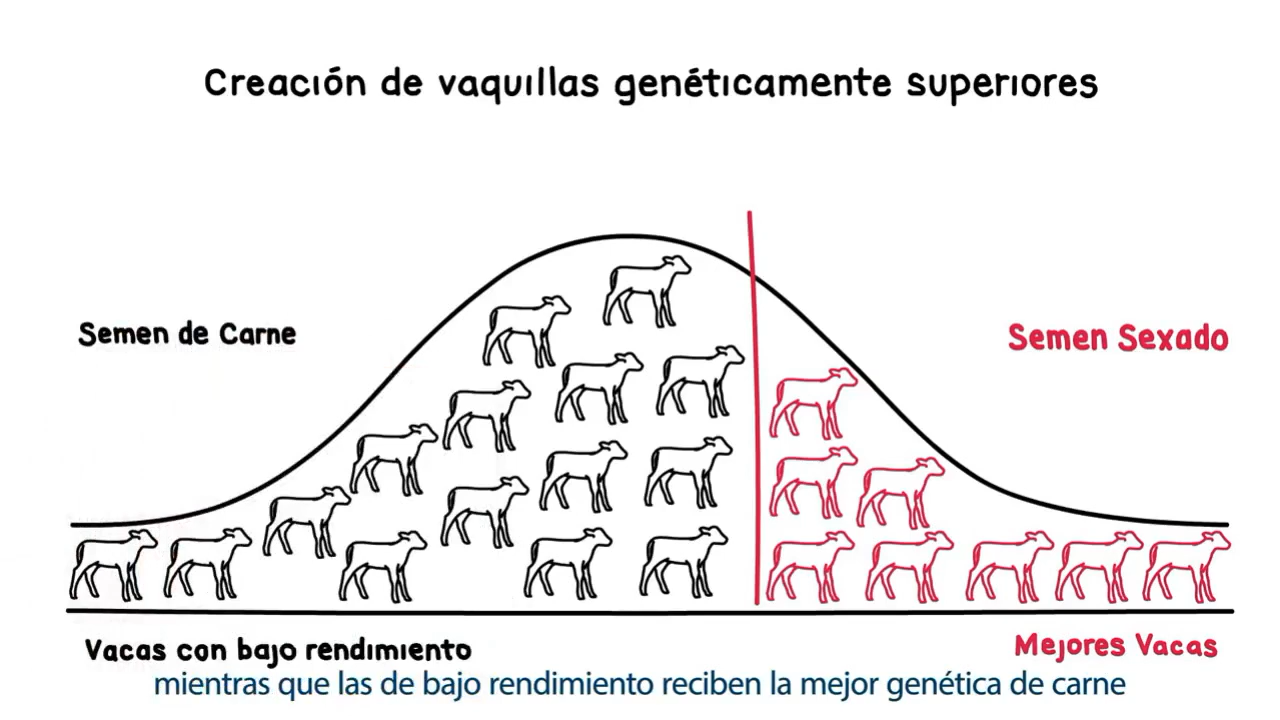 Creación de vaquillas genéticamente superiores
Semen de Carne
Semen Sexado
Vacas con bajo rendimiento
Mejores Vacas
mientras que las de bajo rendimiento reciben la mejor genética de carne